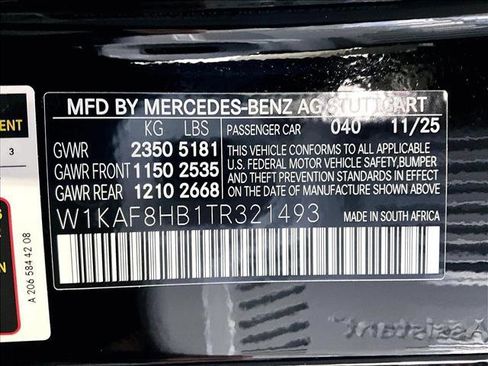 MFD BY MERCEDES-BENZ AG STUTTGART
KG LBS PASSENGER CAR 040 11/25
GVWR 2350 5181
GAWR FRONT 1150 2535
GAWR REAR 1210 2668
THIS VEHICLE CONFORMS TO ALL APPLICABLE
U.S. FEDERAL MOTOR VEHICLE SAFETY, BUMPER
AND THEFT PREVENTION STANDARDS IN EFFECT
ON THE DATE OF MANUFACTURE SHOWN ABOVE.
W1KAF8HB1TR321493 MADE IN SOUTH AFRICA
3
A 206 584 42 08